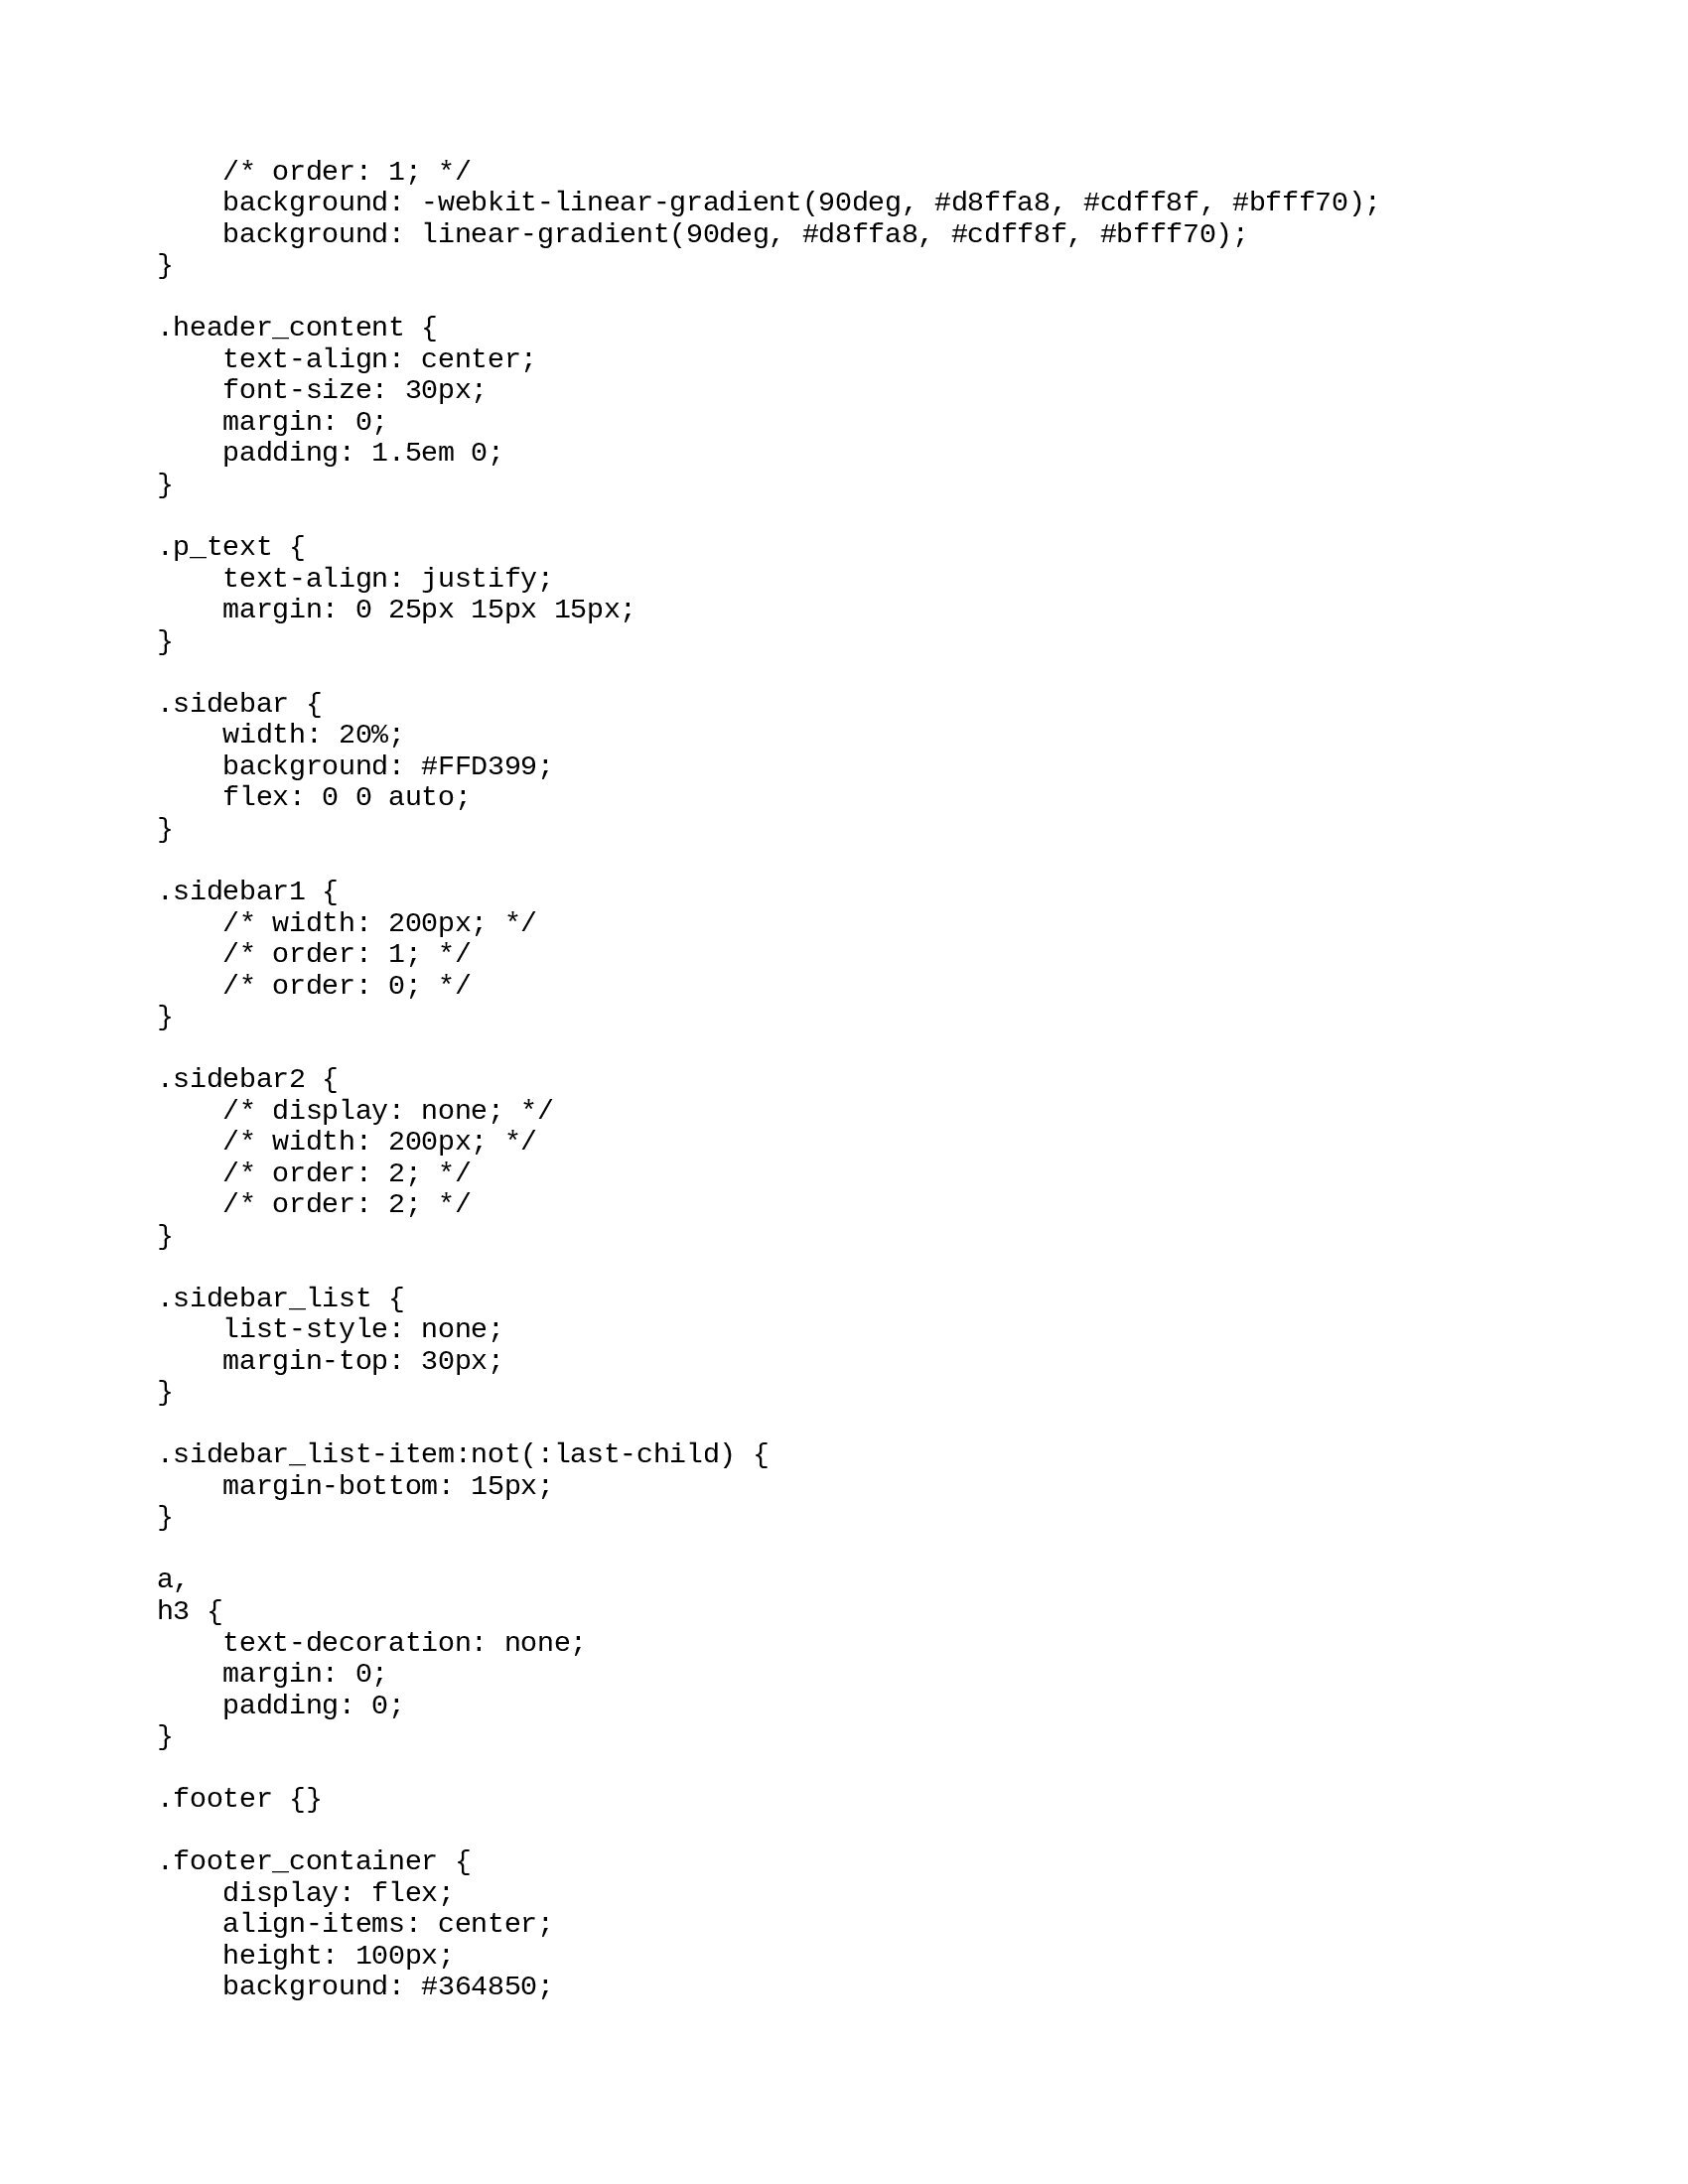 /* order: 1; */
    background: -webkit-linear-gradient(90deg, #d8ffa8, #cdff8f, #bfff70);
    background: linear-gradient(90deg, #d8ffa8, #cdff8f, #bfff70);
}

.header_content {
    text-align: center;
    font-size: 30px;
    margin: 0;
    padding: 1.5em 0;
}

.p_text {
    text-align: justify;
    margin: 0 25px 15px 15px;
}

.sidebar {
    width: 20%;
    background: #FFD399;
    flex: 0 0 auto;
}

.sidebar1 {
    /* width: 200px; */
    /* order: 1; */
    /* order: 0; */
}

.sidebar2 {
    /* display: none; */
    /* width: 200px; */
    /* order: 2; */
    /* order: 2; */
}

.sidebar_list {
    list-style: none;
    margin-top: 30px;
}

.sidebar_list-item:not(:last-child) {
    margin-bottom: 15px;
}

a,
h3 {
    text-decoration: none;
    margin: 0;
    padding: 0;
}

.footer {}

.footer_container {
    display: flex;
    align-items: center;
    height: 100px;
    background: #364850;